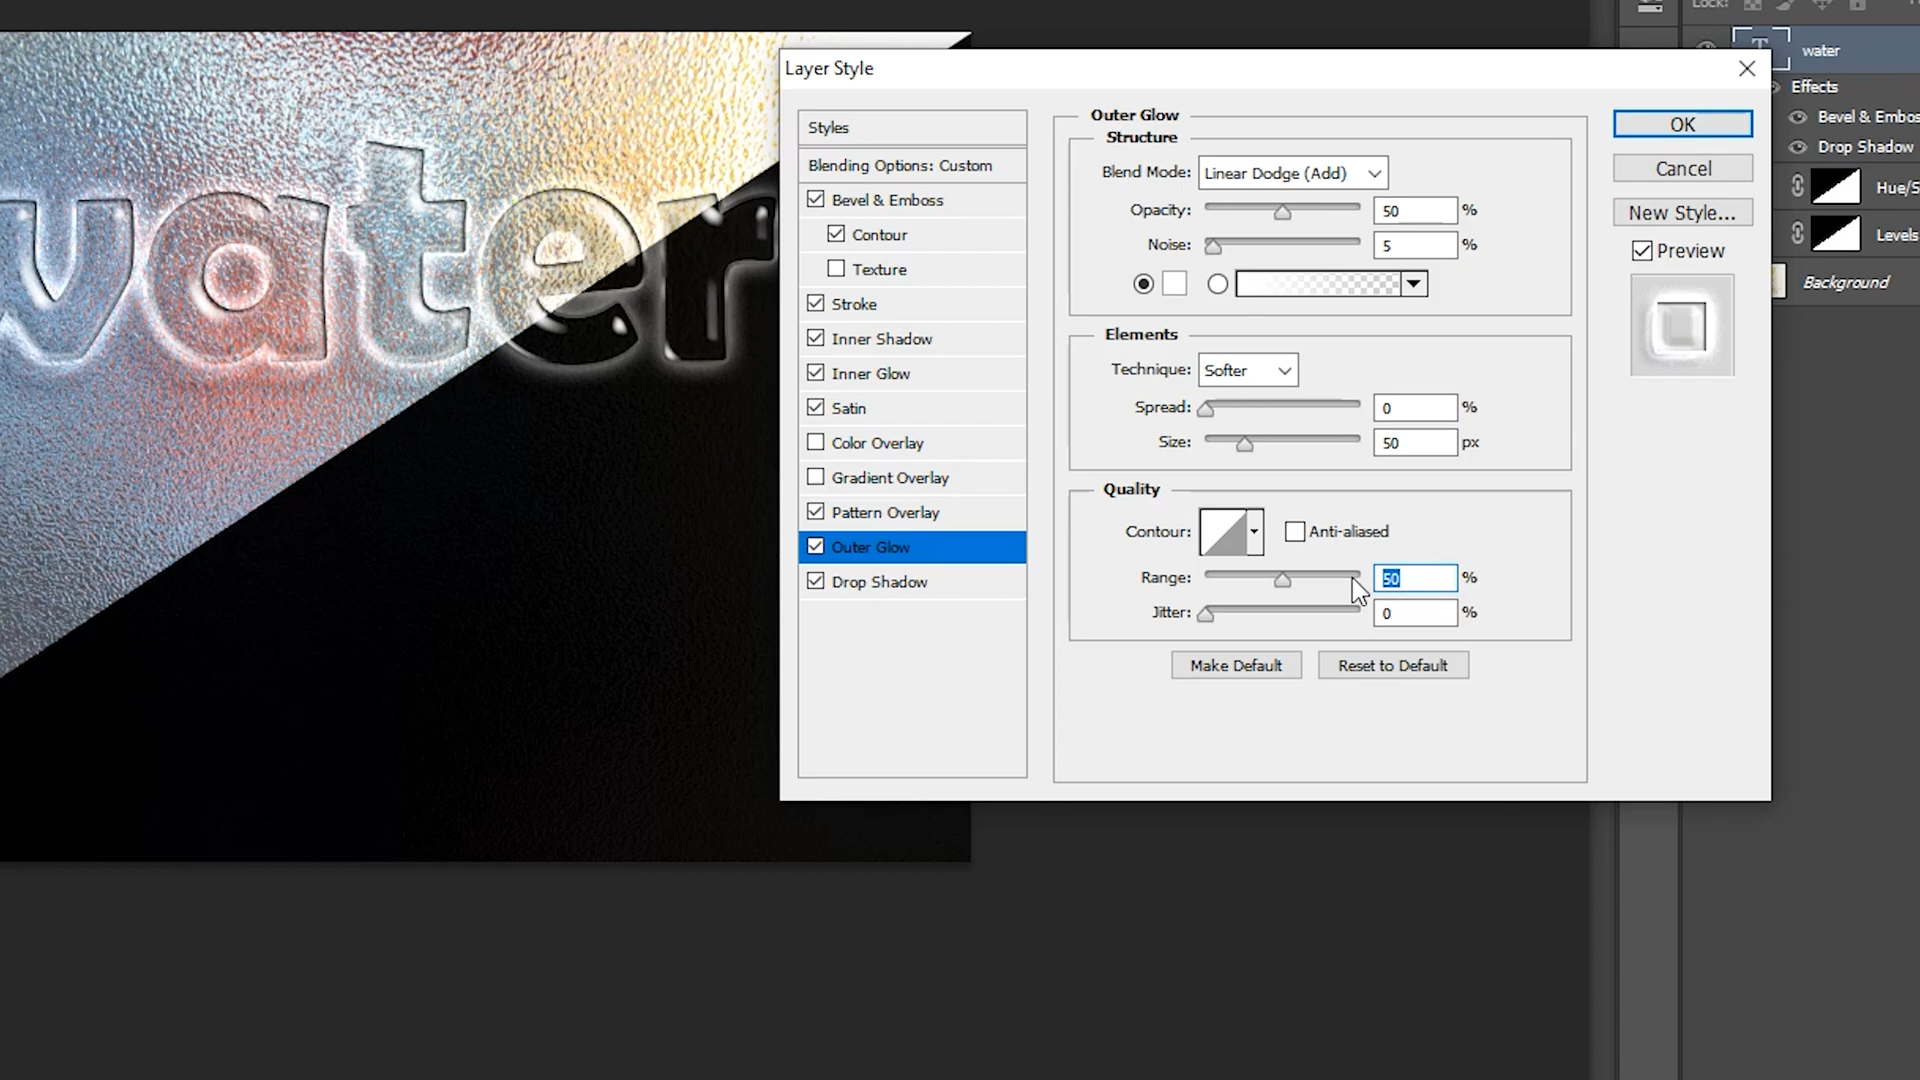 Lock:
water
Layer Style
water
Effects
Bevel & Embos
Drop Shadow
Hue/S
Levels
Background
Styles
Blending Options: Custom
Bevel & Emboss
Contour
Texture
Stroke
Inner Shadow
Inner Glow
Satin
Color Overlay
Gradient Overlay
Pattern Overlay
Outer Glow
Drop Shadow
Outer Glow
Structure
Blend Mode: Linear Dodge (Add)
Opacity: 50 %
Noise: 5 %
Elements
Technique: Softer
Spread: 0 %
Size: 50 px
Quality
Contour: Anti-aliased
Range: 50 %
Jitter: 0 %
Make Default Reset to Default
OK
Cancel
New Style...
Preview